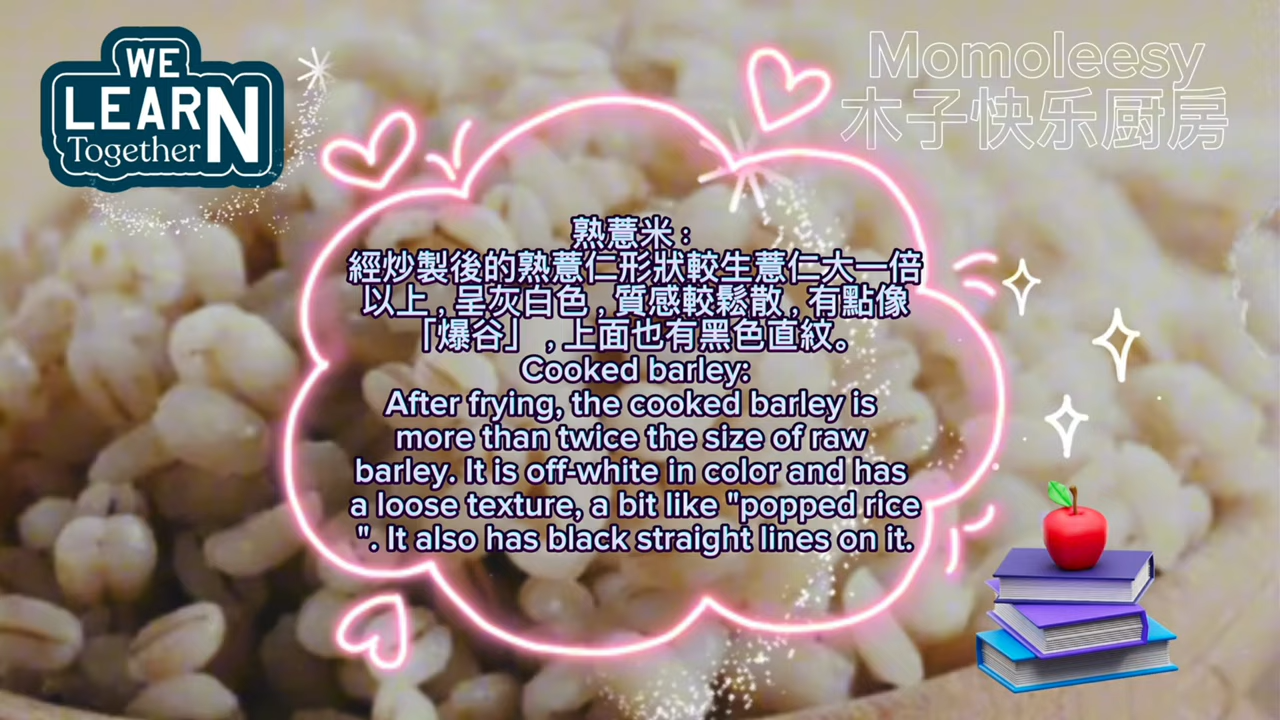 WE
LEARN
Together
Momoleesy
木子快乐厨房
熟薏米：
經炒製後的熟薏仁形狀較生薏仁大一倍
以上，呈灰白色，質感較鬆散，有點像
「爆谷」，上面也有黑色直紋。
Cooked barley:
After frying, the cooked barley is
more than twice the size of raw
barley. It is off-white in color and has
a loose texture, a bit like "popped rice
". It also has black straight lines on it.